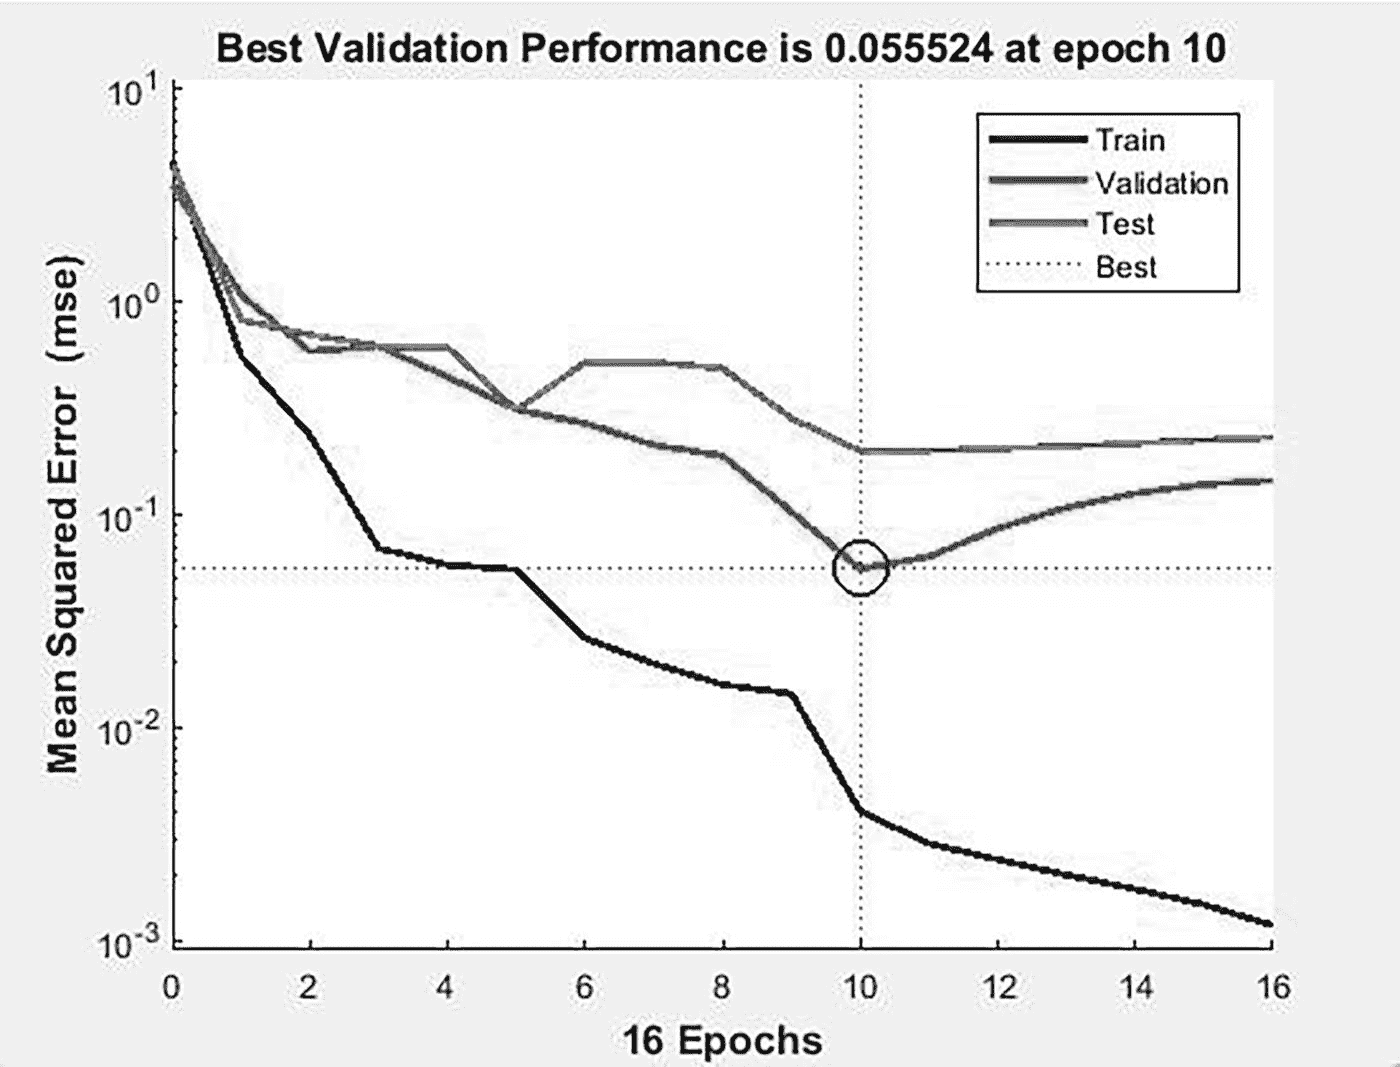 Best Validation Performance is 0.055524 at epoch 10
10^1
10^0
10^-1
10^-2
10^-3
Mean Squared Error (mse)
Train
Validation
Test
Best
0 2 4 6 8 10 12 14 16
16 Epochs